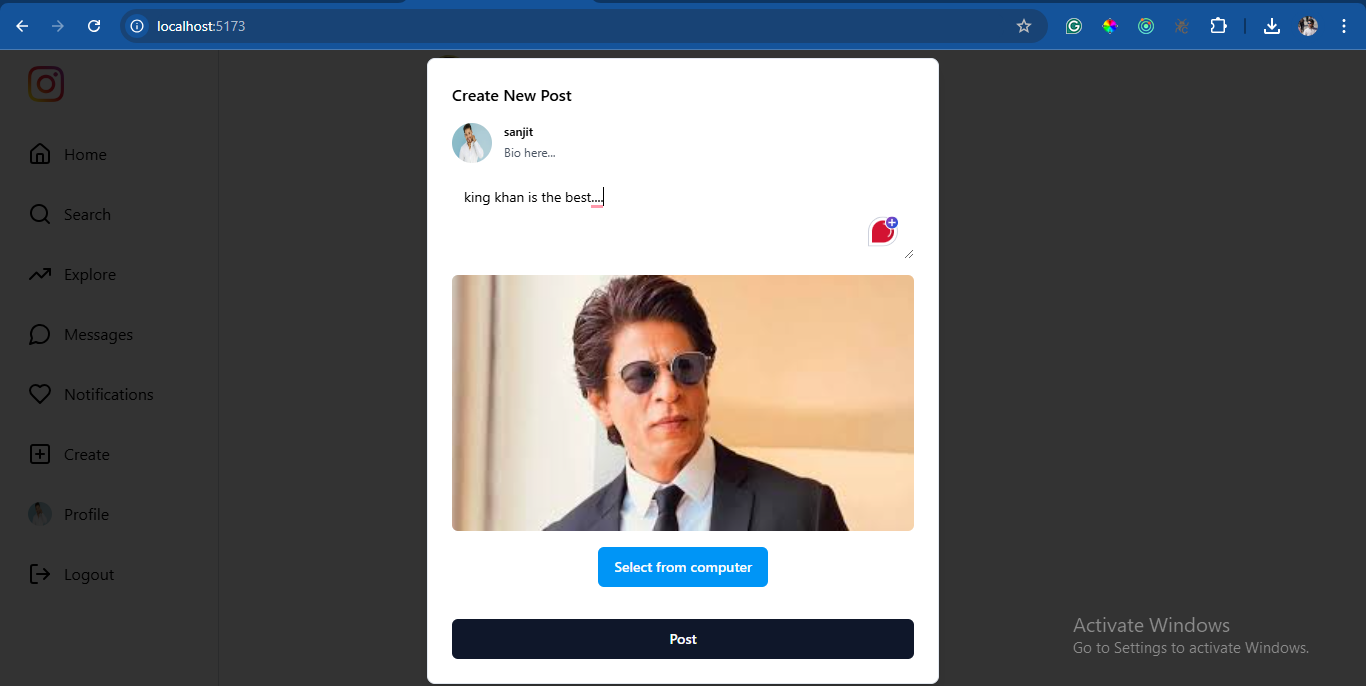 localhost:5173
Create New Post
sanjit
Bio here...
king khan is the best....
Select from computer
Post
Home
Search
Explore
Messages
Notifications
Create
Profile
Logout
Activate Windows
Go to Settings to activate Windows.